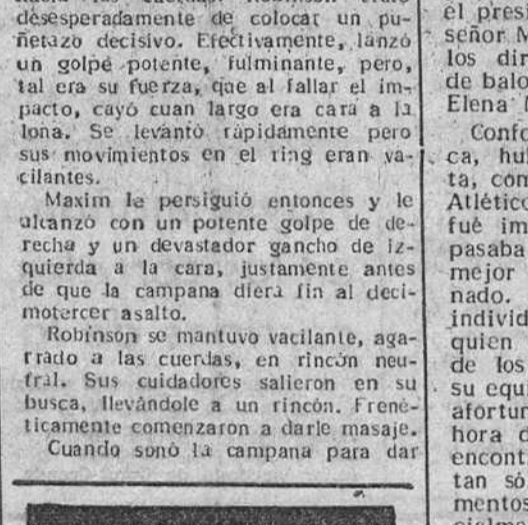 desesperadamente de colocar un pu-
ñetazo decisivo. Efectivamente, lanzó
un golpe potente, fulminante, pero,
tal era su fuerza, que al fallar el im-
pacto, cayó cuan largo era cara a la
lona. Se levantó rápidamente pero
sus movimientos en el ring eran va-
cilantes.
Maxim le persiguió entonces y le
alcanzó con un potente golpe de de-
recha y un devastador gancho de iz-
quierda a la cara, justamente antes
de que la campana diera fin al deci-
motercer asalto.
Robinson se mantuvo vacilante, aga-
rrado a las cuerdas, en rincón neu-
tral. Sus cuidadores salieron en su
busca, llevándole a un rincón. Frené-
ticamente comenzaron a darle masaje.
Cuando sonó la campana para dar
el presi
señor M
los dir
de balo
Elena
Confo
ca, hu
ta, com
Atlético
fué im
pasaba
mejor
nado.
individ
quien
de los
su equi
afortun
hora d
encont
tan só
mentos